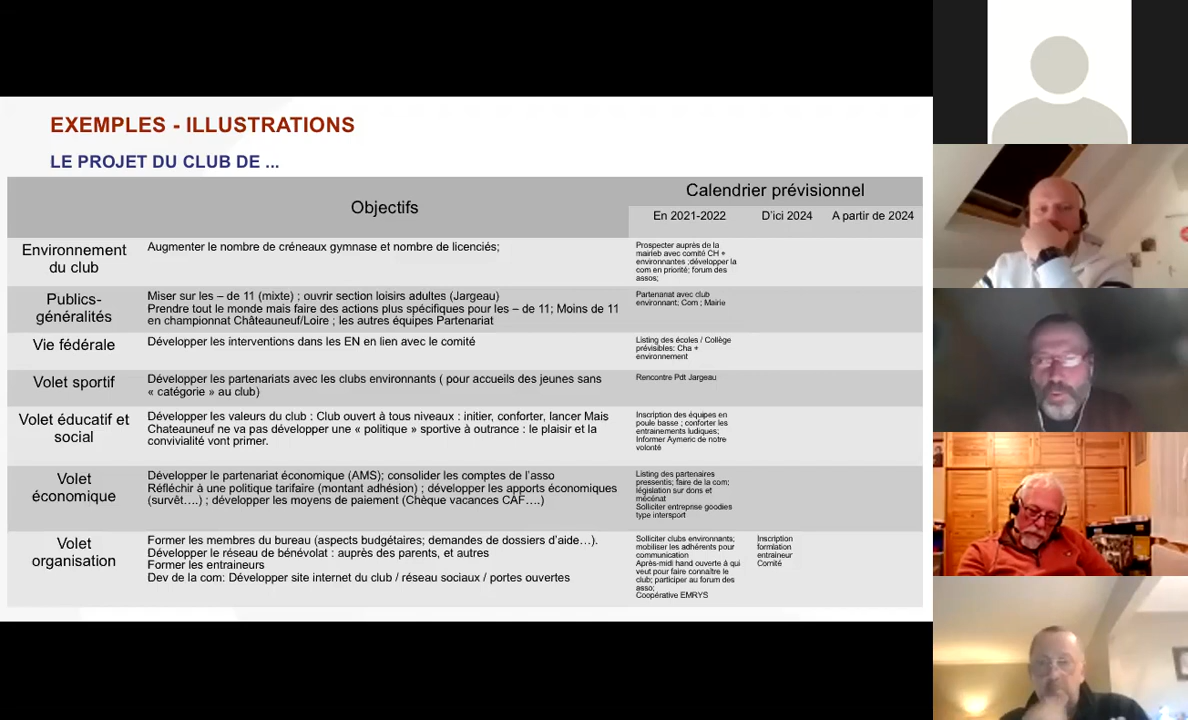 EXEMPLES - ILLUSTRATIONS
LE PROJET DU CLUB DE ...
Objectifs
Calendrier prévisionnel
En 2021-2022
D'ici 2024
A partir de 2024
Environnement
du club
Augmenter le nombre de créneaux gymnase et nombre de licenciés;
Prospecter auprès de la
mairieb avec comité CH +
environnantes ;développer la
com en priorité; forum des
assos;
Publics-
généralités
Miser sur les – de 11 (mixte) ; ouvrir section loisirs adultes (Jargeau)
Prendre tout le monde mais faire des actions plus spécifiques pour les – de 11; Moins de 11
en championnat Châteauneuf/Loire ; les autres équipes Partenariat
Partenanat avec club
environnant; Com ; Mairie
Vie fédérale
Développer les interventions dans les EN en lien avec le comité
Listing des écoles / Collège
prévisibles: Cha +
environnement
Volet sportif
Développer les partenariats avec les clubs environnants ( pour accueils des jeunes sans
« catégorie » au club)
Rencontre Pdt Jargeau
Volet éducatif et
social
Développer les valeurs du club : Club ouvert à tous niveaux : initier, conforter, lancer Mais
Chateauneuf ne va pas développer une « politique » sportive à outrance : le plaisir et la
convivialité vont primer.
Inscription des équipes en
poule basse ; conforter les
entrainements ludiques;
Informer Aymeric de notre
volonté
Volet
économique
Développer le partenariat économique (AMS); consolider les comptes de l'asso
Réfléchir à une politique tarifaire (montant adhésion) ; développer les apports économiques
(survêt....) ; développer les moyens de paiement (Chèque vacances CAF....)
Listing des partenaires
pressentis; faire de la com;
législation sur dons et
mécénat
Solliciter entreprise goodies
type intersport
Volet
organisation
Former les membres du bureau (aspects budgétaires; demandes de dossiers d'aide…).
Développer le réseau de bénévolat : auprès des parents, et autres
Former les entraineurs
Dev de la com: Développer site internet du club / réseau sociaux / portes ouvertes
Solliciter clubs environnants;
mobiliser les adhérents pour
communication
Après-midi hand ouverte à qui
veut pour faire connaître le
club; participer au forum des
asso;
Coopérative EMRYS
Inscription
formlation
entraineur
Comité